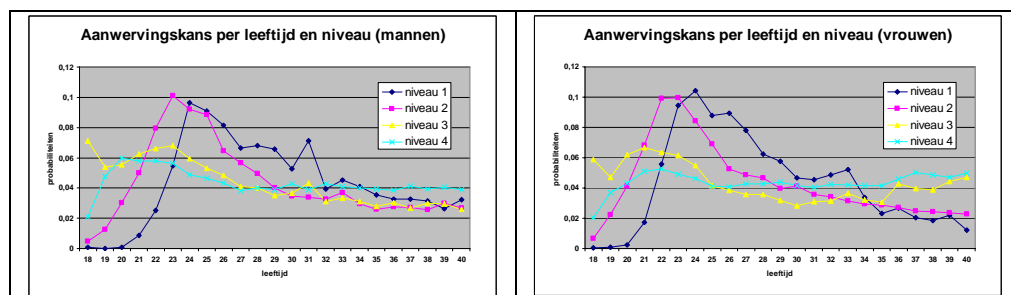 Aanwervingskans per leeftijd en niveau (mannen)
0,12
0,1
0,08
0,06
0,04
0,02
0
probabiliteiten
18 19 20 21 22 23 24 25 26 27 28 29 30 31 32 33 34 35 36 37 38 39 40
leeftijd
niveau 1
niveau 2
niveau 3
niveau 4
Aanwervingskans per leeftijd en niveau (vrouwen)
0,12
0,1
0,08
0,06
0,04
0,02
0
probabiliteiten
18 19 20 21 22 23 24 25 26 27 28 29 30 31 32 33 34 35 36 37 38 39 40
leeftijd
niveau 1
niveau 2
niveau 3
niveau 4